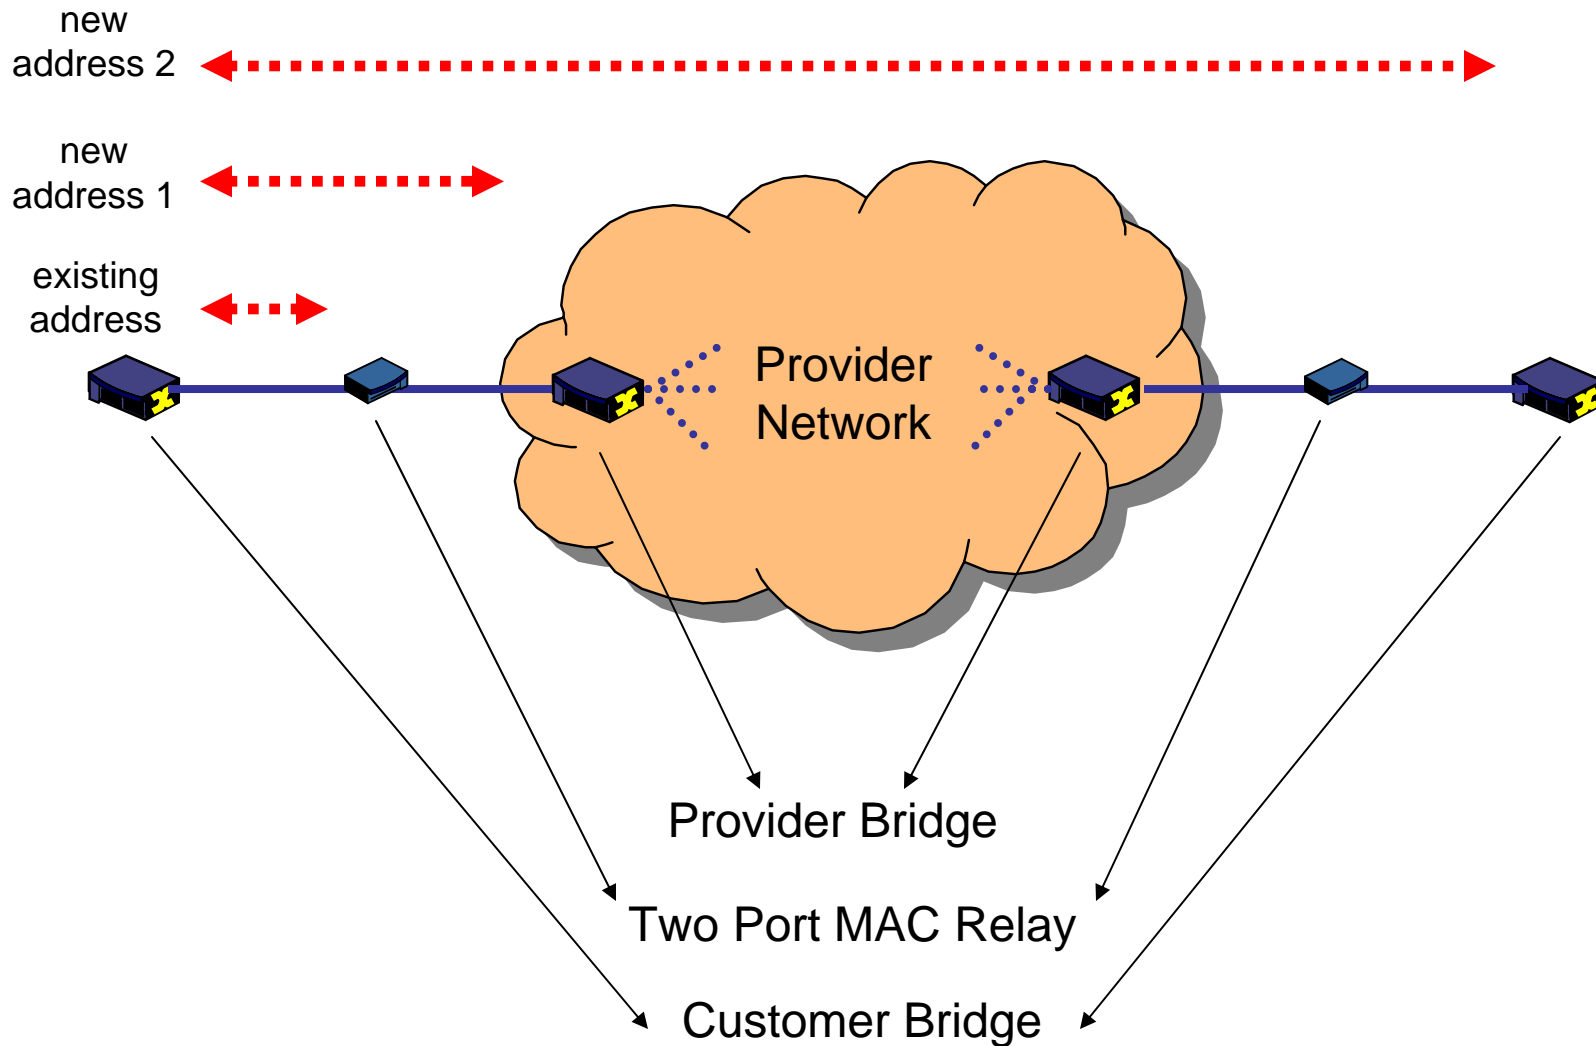 new
address 2
new
address 1
existing
address
Provider
Network
Provider Bridge
Two Port MAC Relay
Customer Bridge